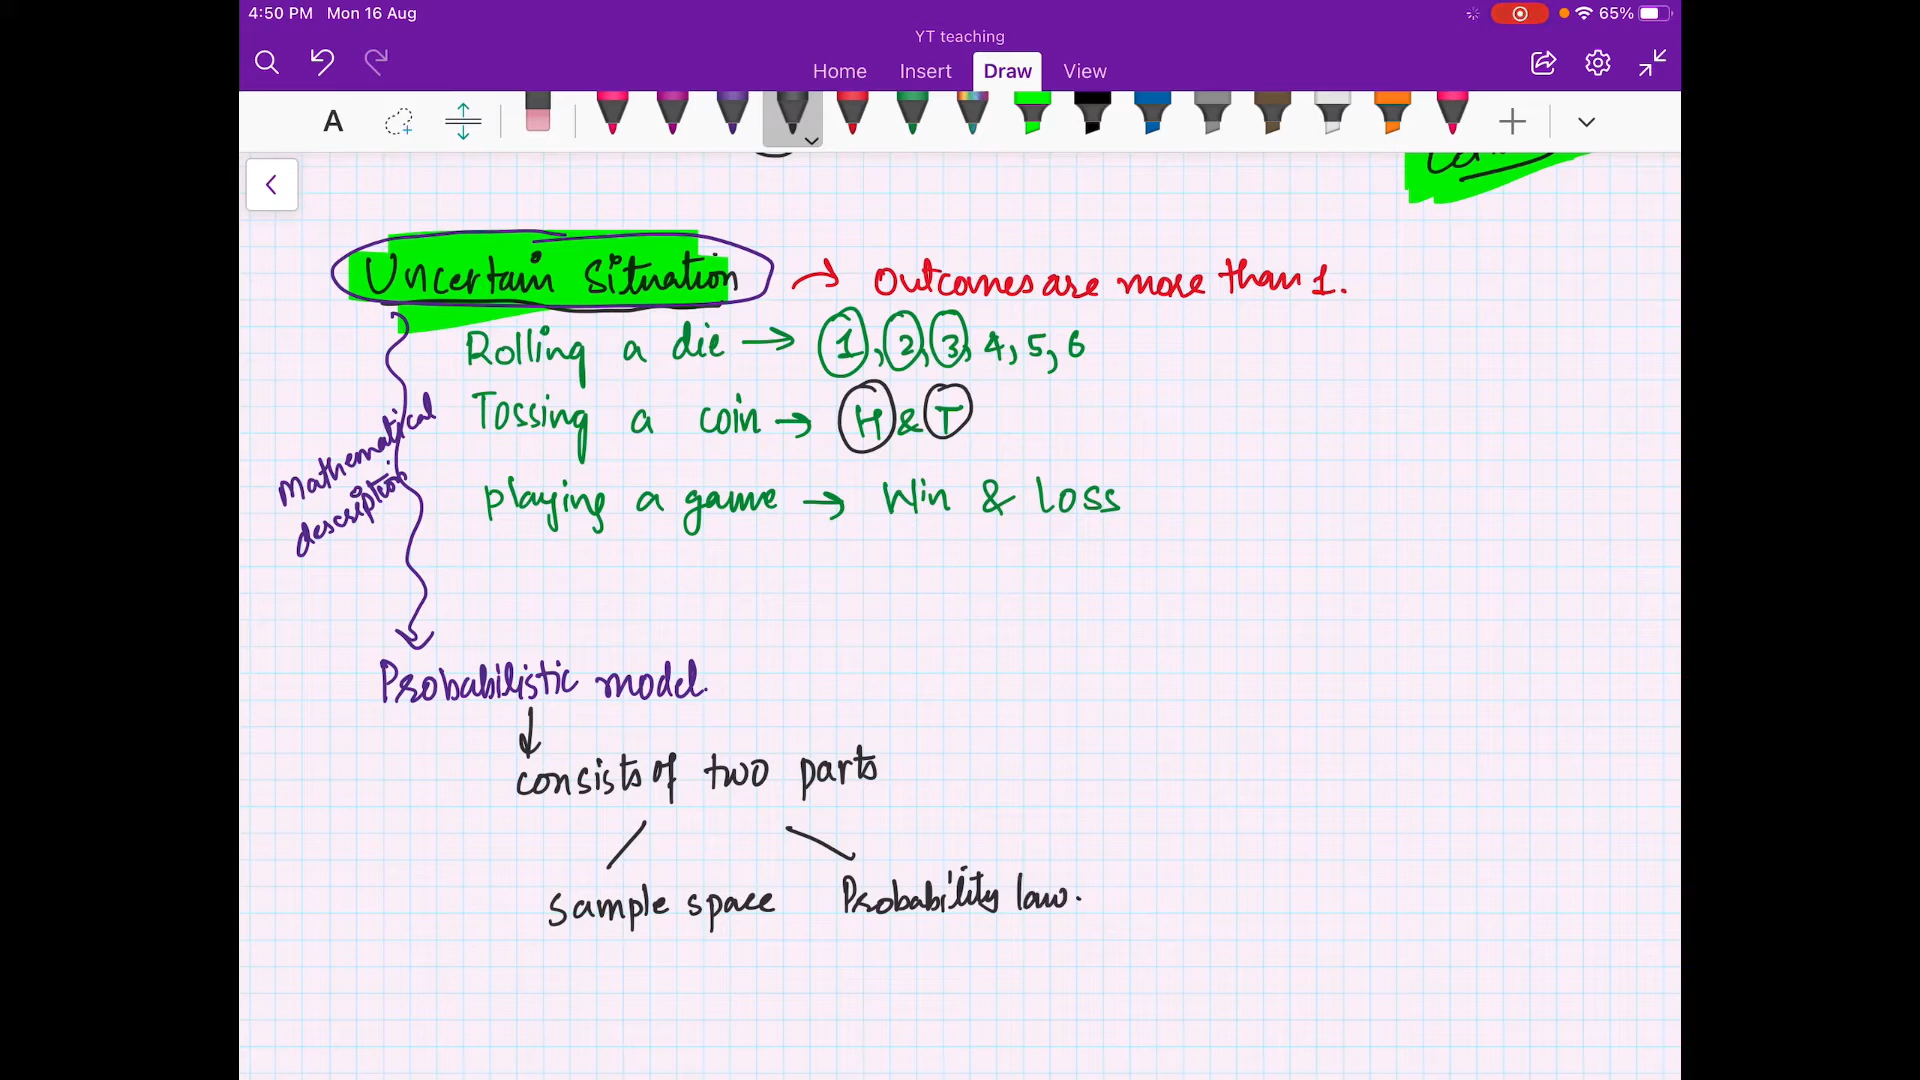 4:50 PM Mon 16 Aug
65%
YT teaching
Home Insert Draw View
A
Uncertain Situation → Outcomes are more than 1.
Rolling a die → 1, 2, 3, 4, 5, 6
Tossing a coin → H & T
Mathematical
description
playing a game → Win & Loss
Probabilistic model.
consists of two parts
Sample space Probability law.